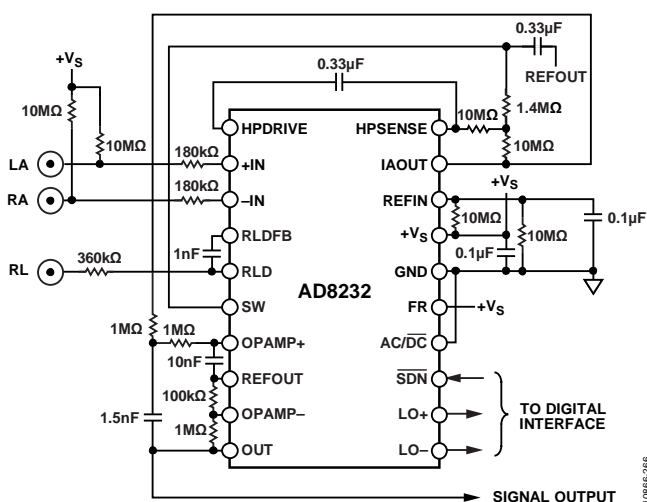 0.33µF
REFOUT
0.33µF
+VS
10MΩ
10MΩ
1.4MΩ
10MΩ
10MΩ
HPDRIVE
HPSENSE
LA
180kΩ
+IN
IAOUT
+VS
RA
180kΩ
–IN
REFIN
10MΩ
0.1µF
RLDFB
+VS
1nF
0.1µF
10MΩ
RL
360kΩ
RLD
GND
AD8232
SW
FR
+VS
1MΩ
1MΩ
OPAMP+
AC/DC
10nF
REFOUT
SDN
100kΩ
1.5nF
OPAMP–
LO+
TO DIGITAL
INTERFACE
1MΩ
OUT
LO–
SIGNAL OUTPUT
10866-266